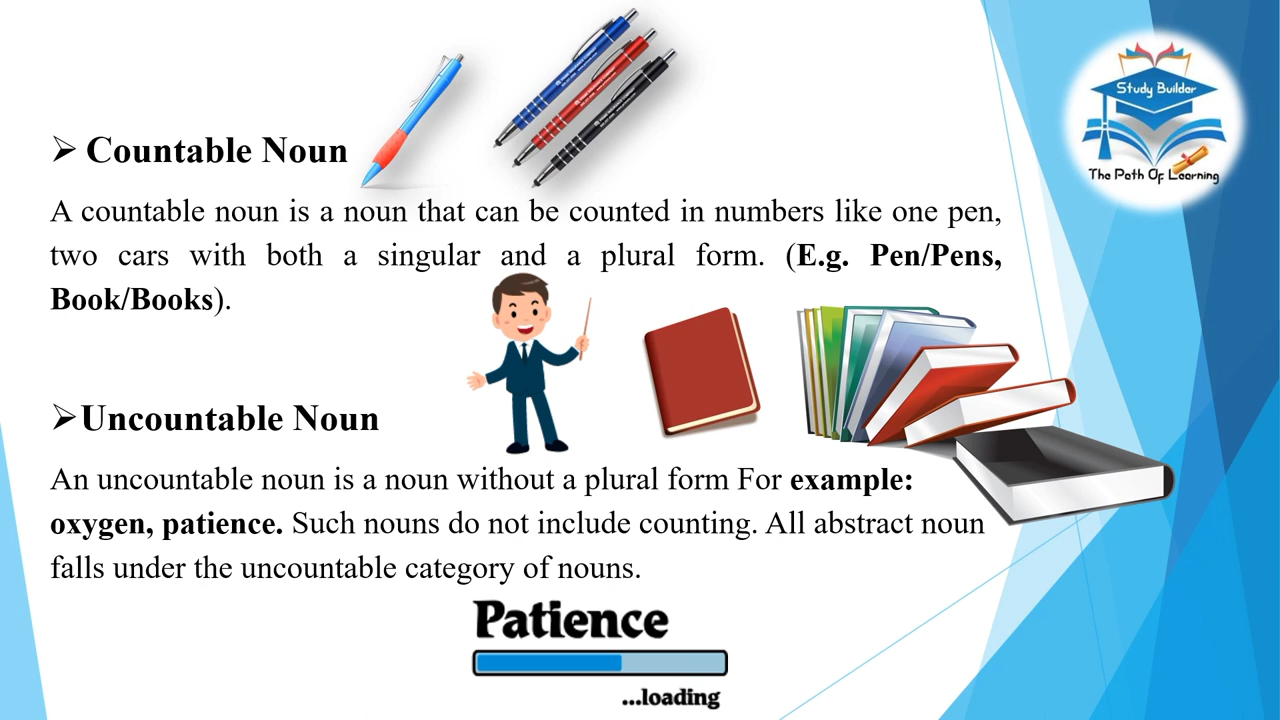 Study Builder
The Path Of Learning
➢ Countable Noun
A countable noun is a noun that can be counted in numbers like one pen,
two cars with both a singular and a plural form. (E.g. Pen/Pens,
Book/Books).
➢Uncountable Noun
An uncountable noun is a noun without a plural form For example:
oxygen, patience. Such nouns do not include counting. All abstract noun
falls under the uncountable category of nouns.
Patience
...loading